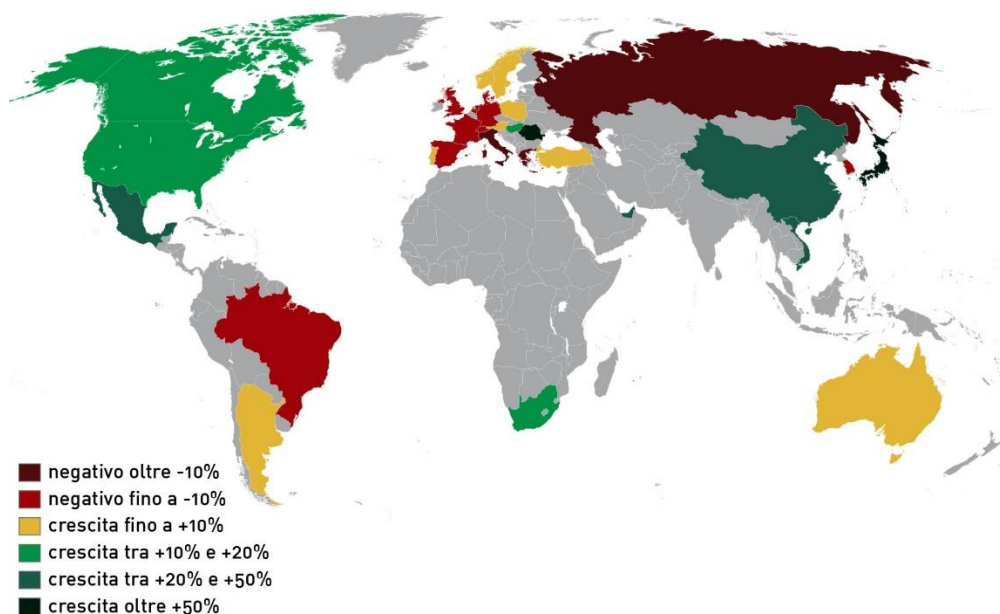 negativo oltre -10%
negativo fino a -10%
crescita fino a +10%
crescita tra +10% e +20%
crescita tra +20% e +50%
crescita oltre +50%